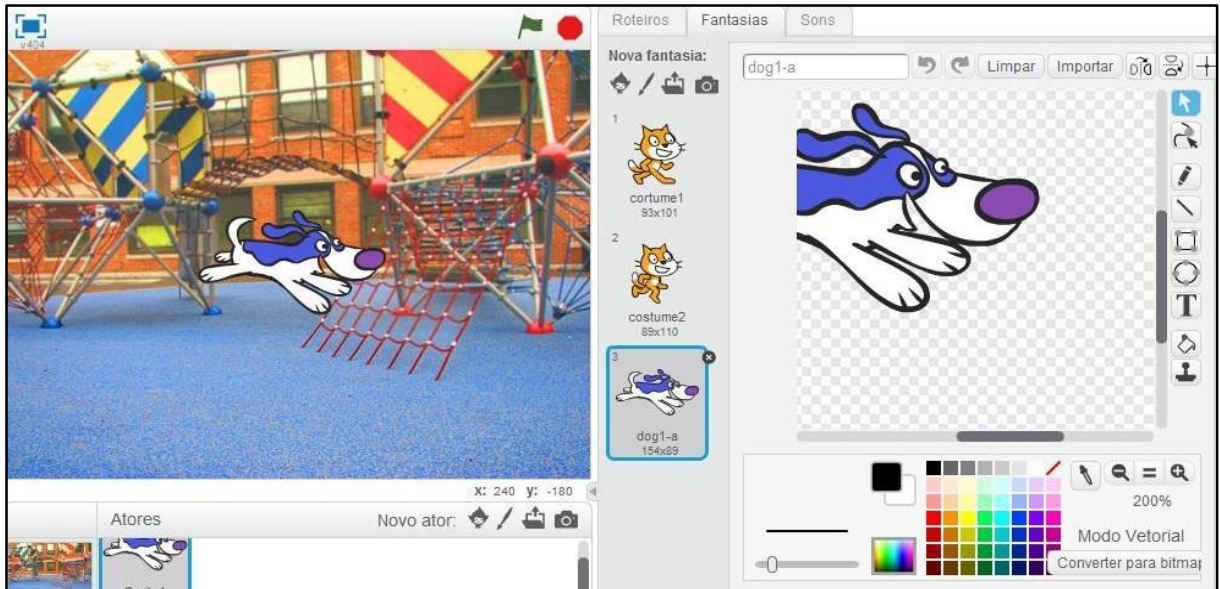 v404
Roteiros Fantasias Sons
Nova fantasia:
dog1-a
Limpar Importar
1
cortume1
93x101
2
costume2
89x110
3
dog1-a
154x89
X: 240 y: -180
Atores Novo ator:
200%
Modo Vetorial
Converter para bitmap
T